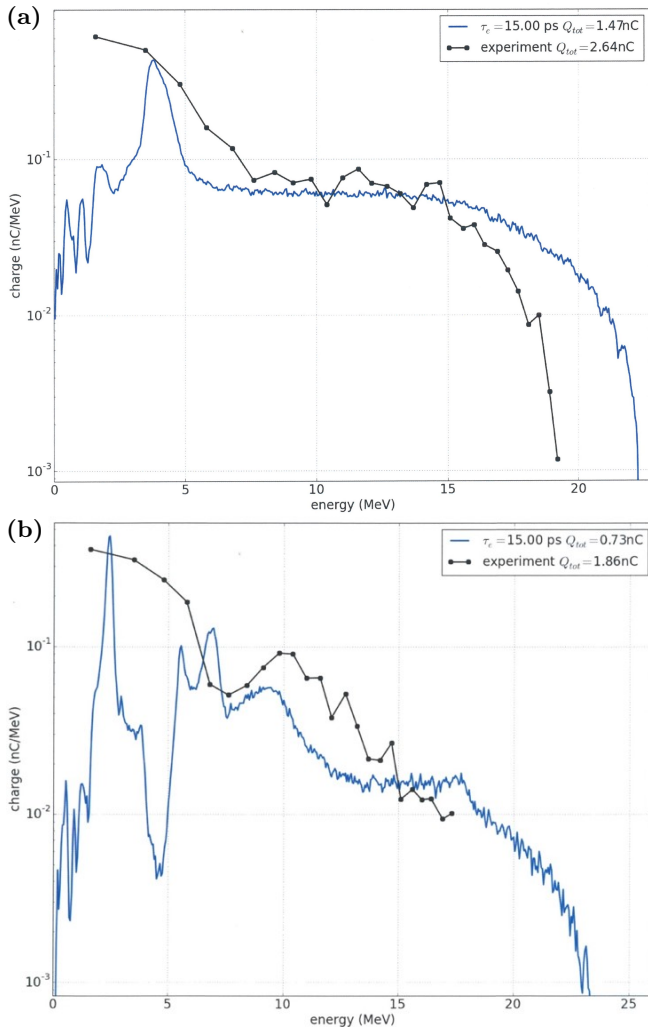 (a)
τ_e =15.00 ps Q_tot=1.47nC
experiment Q_tot=2.64nC
charge (nC/MeV)
10^-1
10^-2
10^-3
0 5 10 15 20
energy (MeV)
(b)
τ_e =15.00 ps Q_tot=0.73nC
experiment Q_tot=1.86nC
charge (nC/MeV)
10^-1
10^-2
10^-3
0 5 10 15 20 25
energy (MeV)